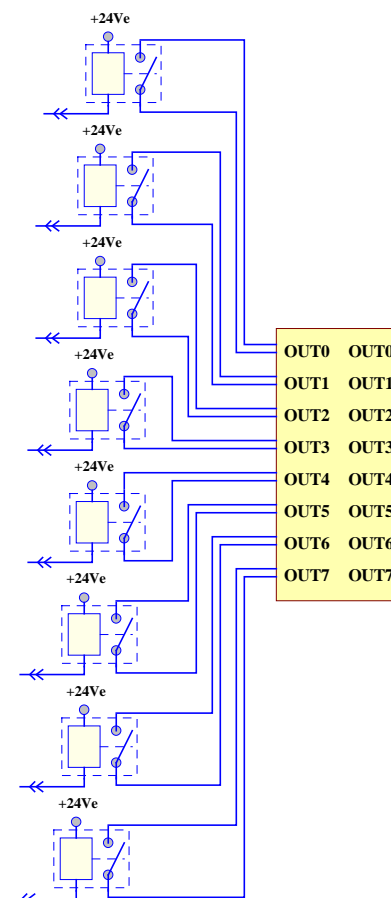 +24Ve
+24Ve
+24Ve
+24Ve
+24Ve
+24Ve
+24Ve
+24Ve
OUT0 OUT0
OUT1 OUT1
OUT2 OUT2
OUT3 OUT3
OUT4 OUT4
OUT5 OUT5
OUT6 OUT6
OUT7 OUT7